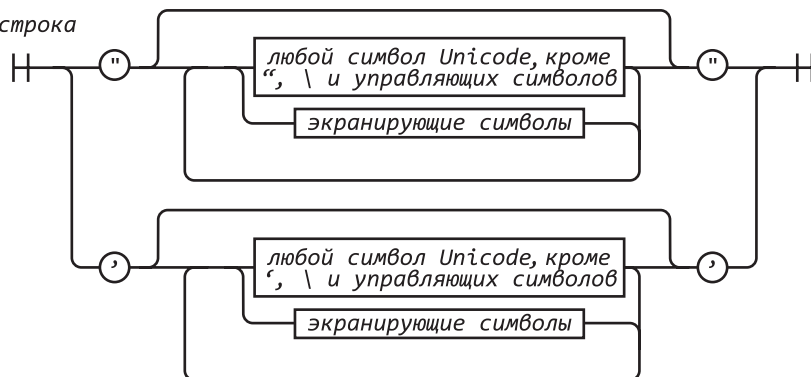 строка
" "
любой символ Unicode, кроме
“, \ и управляющих символов
экранирующие символы
’ ’
любой символ Unicode, кроме
‘, \ и управляющих символов
экранирующие символы